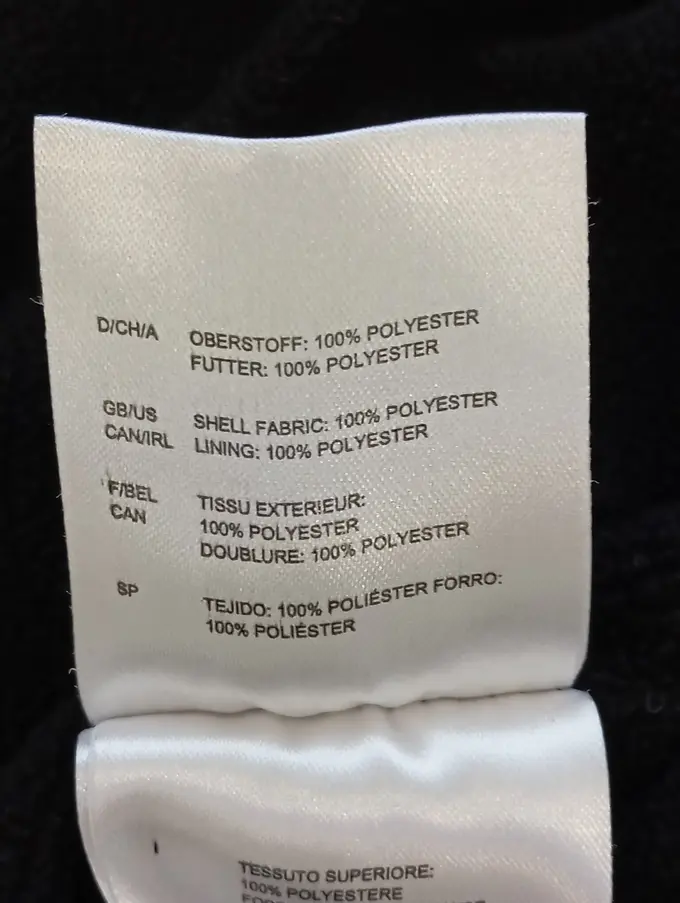 D/CH/A OBERSTOFF: 100% POLYESTER
FUTTER: 100% POLYESTER
GB/US SHELL FABRIC: 100% POLYESTER
CAN/IRL LINING: 100% POLYESTER
F/BEL TISSU EXTERIEUR:
CAN 100% POLYESTER
DOUBLURE: 100% POLYESTER
SP TEJIDO: 100% POLIÉSTER FORRO:
100% POLIÉSTER
I TESSUTO SUPERIORE:
100% POLYESTERE